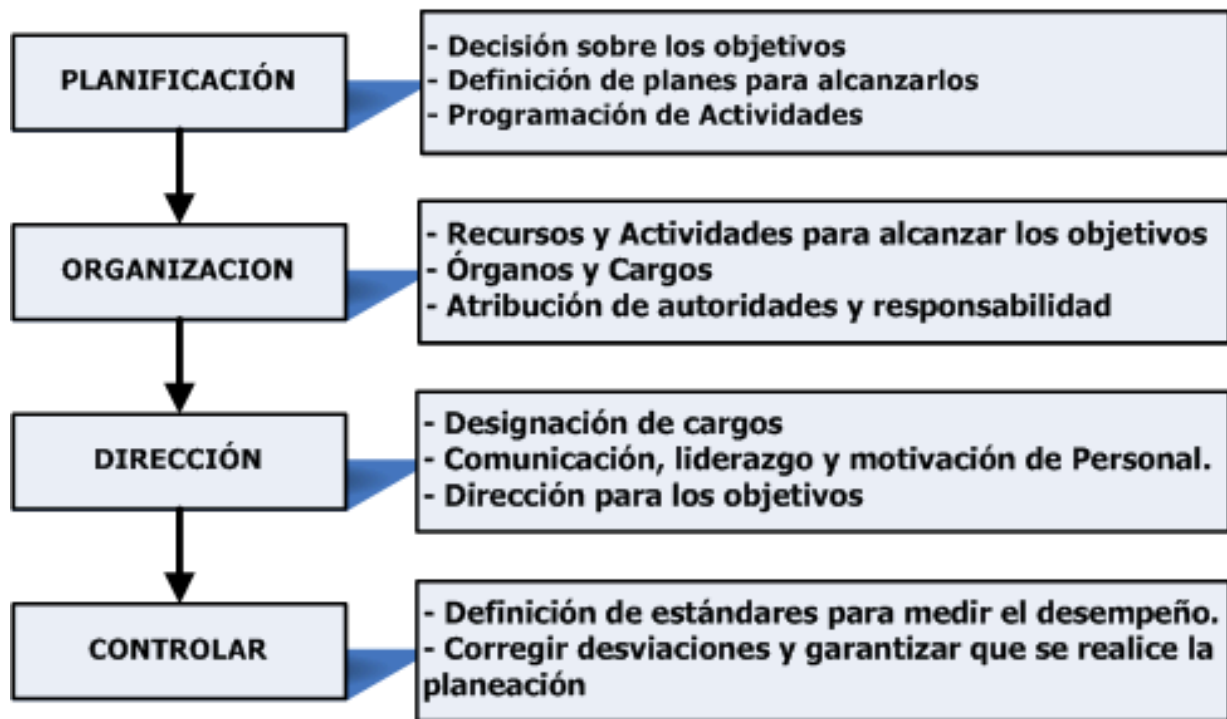 PLANIFICACIÓN
- Decisión sobre los objetivos
- Definición de planes para alcanzarlos
- Programación de Actividades
ORGANIZACION
- Recursos y Actividades para alcanzar los objetivos
- Órganos y Cargos
- Atribución de autoridades y responsabilidad
DIRECCIÓN
- Designación de cargos
- Comunicación, liderazgo y motivación de Personal.
- Dirección para los objetivos
CONTROLAR
- Definición de estándares para medir el desempeño.
- Corregir desviaciones y garantizar que se realice la
planeación